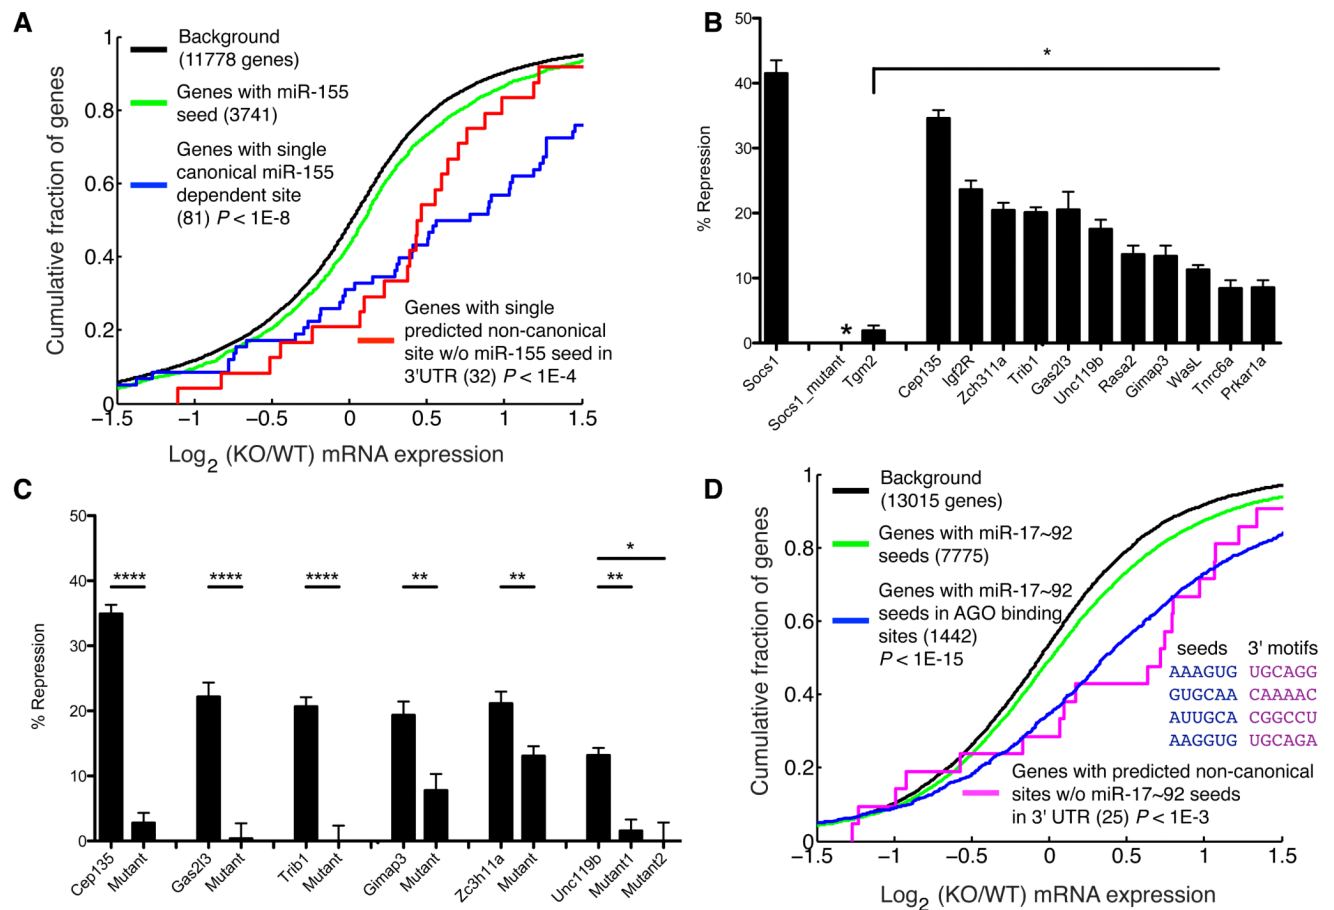 A
Cumulative fraction of genes
1
0.8
0.6
0.4
0.2
0
Background
(11778 genes)
Genes with miR-155
seed (3741)
Genes with single
canonical miR-155
dependent site
(81) P < 1E-8
Genes with single
predicted non-canonical
site w/o miR-155 seed in
3'UTR (32) P < 1E-4
−1.5
−1
−0.5
0
0.5
1
1.5
Log2 (KO/WT) mRNA expression
B
% Repression
50
40
30
20
10
0
*
*
Socs1
Socs1_mutant
Tgm2
Cep135
Igf2R
Zch311a
Trib1
Gas2l3
Unc119b
Rasa2
Gimap3
WasL
Tnrc6a
Prkar1a
C
% Repression
50
40
30
20
10
0
****
****
****
**
**
**
*
Cep135
Mutant
Gas2l3
Mutant
Trib1
Mutant
Gimap3
Mutant
Zc3h11a
Mutant
Unc119b
Mutant1
Mutant2
D
Cumulative fraction of genes
1
0.8
0.6
0.4
0.2
0
Background
(13015 genes)
Genes with miR-17~92
seeds (7775)
Genes with miR-17~92
seeds in AGO binding
sites (1442)
P < 1E-15
seeds 3' motifs
AAAGUG UGCAGG
GUGCAA CAAAAC
AUUGCA CGGCCU
AAGGUG UGCAGA
Genes with predicted non-canonical
sites w/o miR-17~92 seeds
in 3' UTR (25) P < 1E-3
−1.5
−1
−0.5
0
0.5
1
1.5
Log2 (KO/WT) mRNA expression